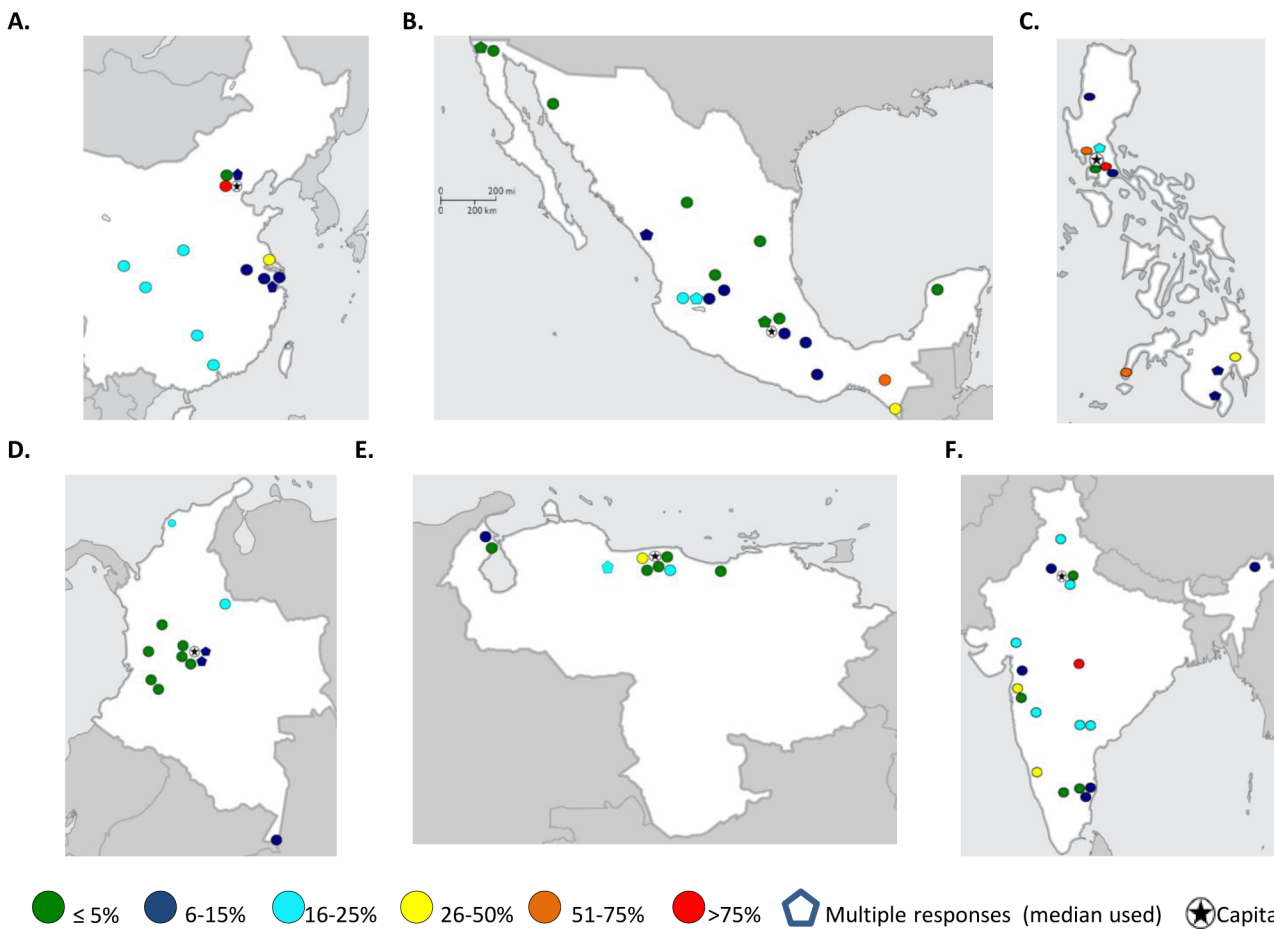 A.
B.
C.
0 200 mi
0 200 km
D.
E.
F.
≤ 5%
6-15%
16-25%
26-50%
51-75%
>75%
Multiple responses (median used)
Capita